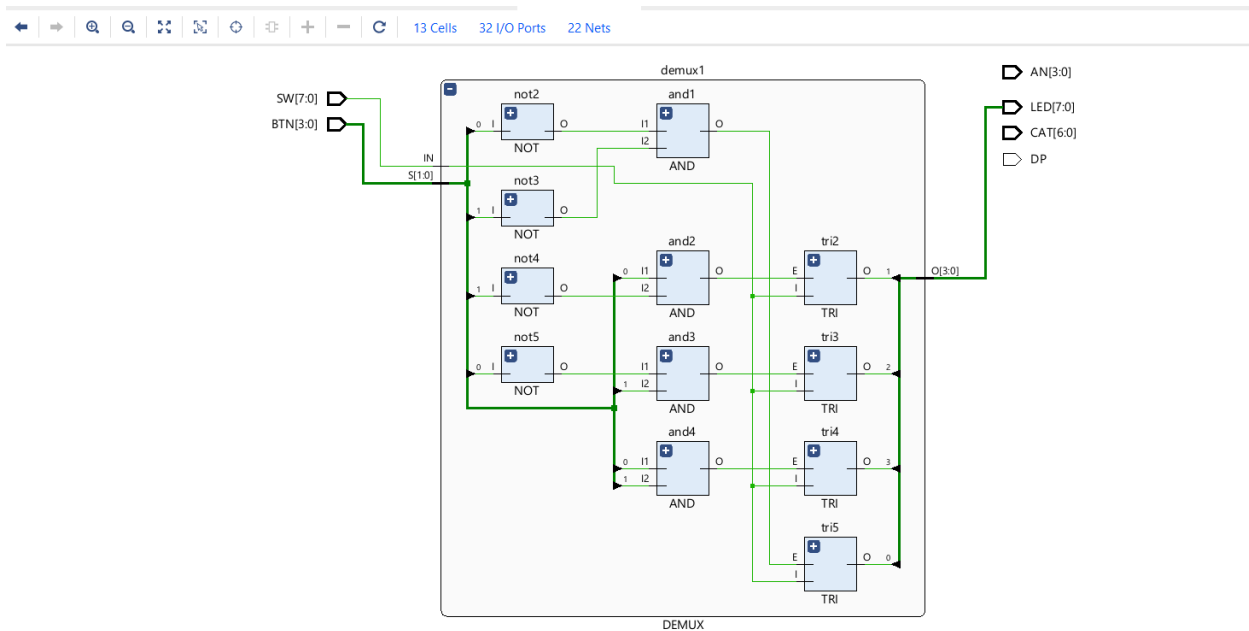 13 Cells 32 I/O Ports 22 Nets
demux1
SW[7:0]
BTN[3:0]
IN
S[1:0]
not2
0 I O
NOT
and1
I1 O
I2
AND
not3
1 I O
NOT
not4
1 I O
NOT
not5
0 I O
NOT
and2
0 I1 O
I2
AND
and3
I1 O
1 I2
AND
and4
0 I1 O
1 I2
AND
tri2
E O 1
I
TRI
tri3
E O 2
I
TRI
tri4
E O 3
I
TRI
tri5
E O 0
I
TRI
O[3:0]
AN[3:0]
LED[7:0]
CAT[6:0]
DP
DEMUX